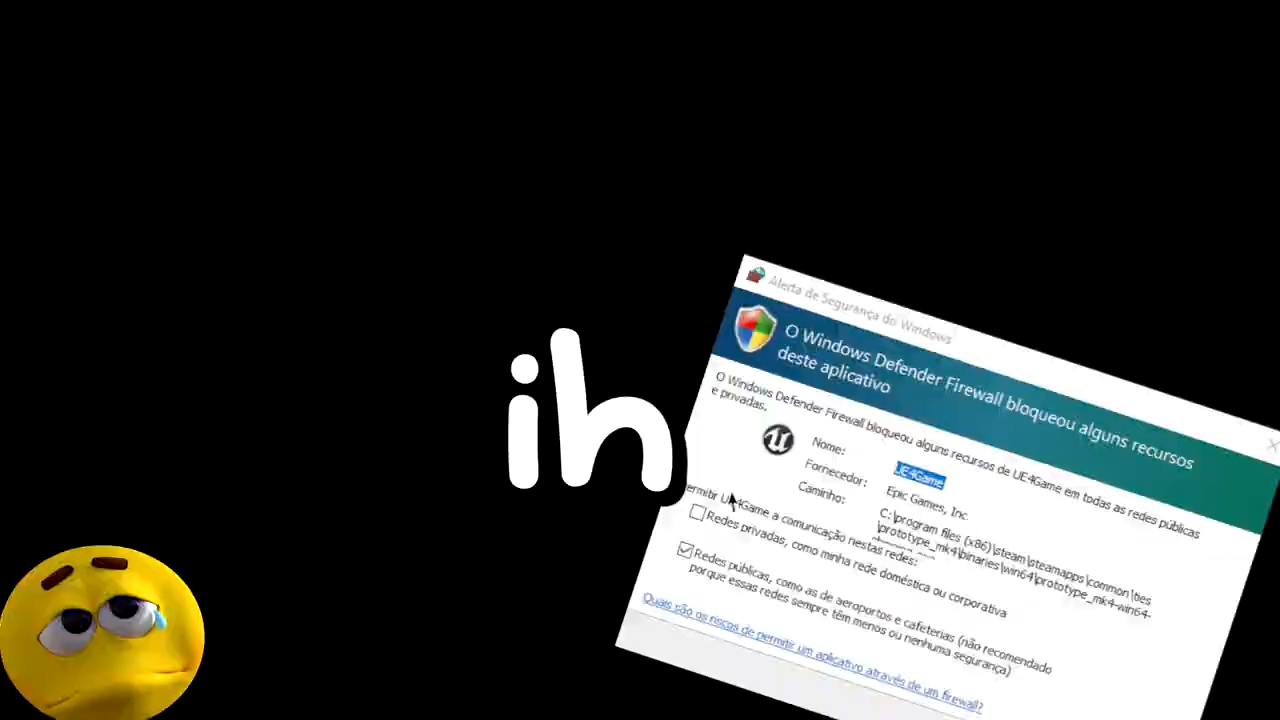 ih
Alerta de Segurança do Windows
O Windows Defender Firewall bloqueou alguns recursos
deste aplicativo
O Windows Defender Firewall bloqueou alguns recursos de UE4Game em todas as redes públicas
e privadas.
Nome: UE4Game
Fornecedor: Epic Games, Inc.
Caminho: C:\program files (x86)\steam\steamapps\common\ties
\prototype_mk4\binaries\win64\prototype_mk4-win64-
ermitir UE4Game a comunicação nestas redes:
Redes privadas, como minha rede doméstica ou corporativa
Redes públicas, como as de aeroportos e cafeterias (não recomendado
porque essas redes sempre têm menos ou nenhuma segurança)
Quais são os riscos de permitir um aplicativo através de um firewall?